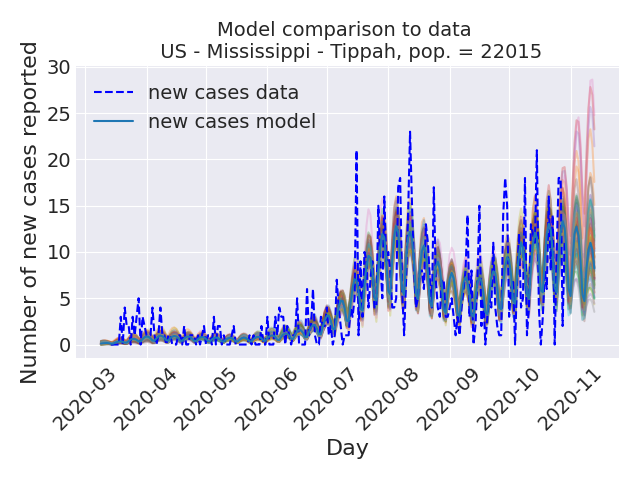 Model comparison to data
US - Mississippi - Tippah, pop. = 22015
Number of new cases reported
30
25
20
15
10
5
0
new cases data
new cases model
2020-03
2020-04
2020-05
2020-06
2020-07
2020-08
2020-09
2020-10
2020-11
Day